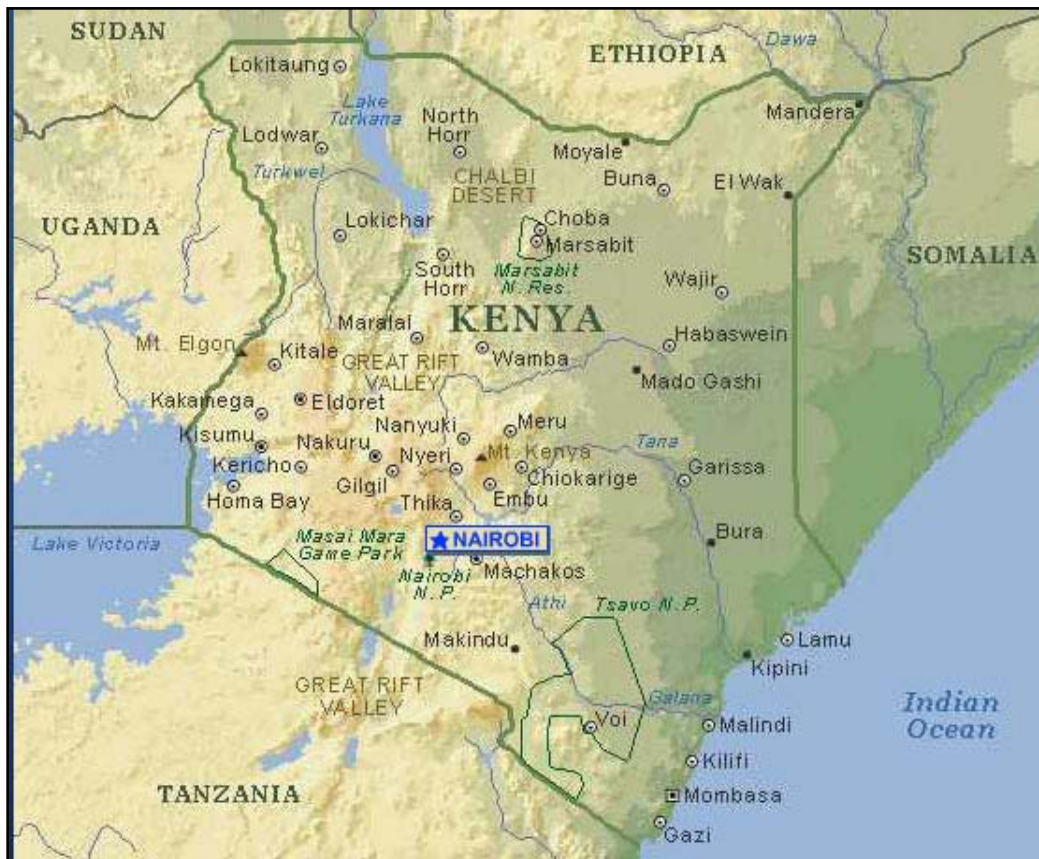 SUDAN
ETHIOPIA
Dawa
Lokitaung
Lake
Turkana
Mandera
North
Horr
Lodwar
Moyale
Turkwel
CHALBI
DESERT
Buna
El Wak
UGANDA
Lokichar
Choba
Marsabit
SOMALIA
South
Horr
Marsabit
N. Res.
Wajir
Maralal
KENYA
Mt. Elgon
Kitale
GREAT RIFT
VALLEY
Wamba
Habaswein
Mado Gashi
Kakamega
Eldoret
Nanyuki
Meru
Kisumu
Nakuru
Nyeri
Mt. Kenya
Tana
Kericho
Gilgil
Chiokarige
Garissa
Homa Bay
Thika
Embu
Lake Victoria
Masai Mara
Game Park
NAIROBI
Bura
Nairobi
N.P.
Machakos
Athi
Tsavo N.P.
Makindu
Lamu
Kipini
GREAT RIFT
VALLEY
Galana
Indian
Ocean
Voi
Malindi
Kilifi
TANZANIA
Mombasa
Gazi